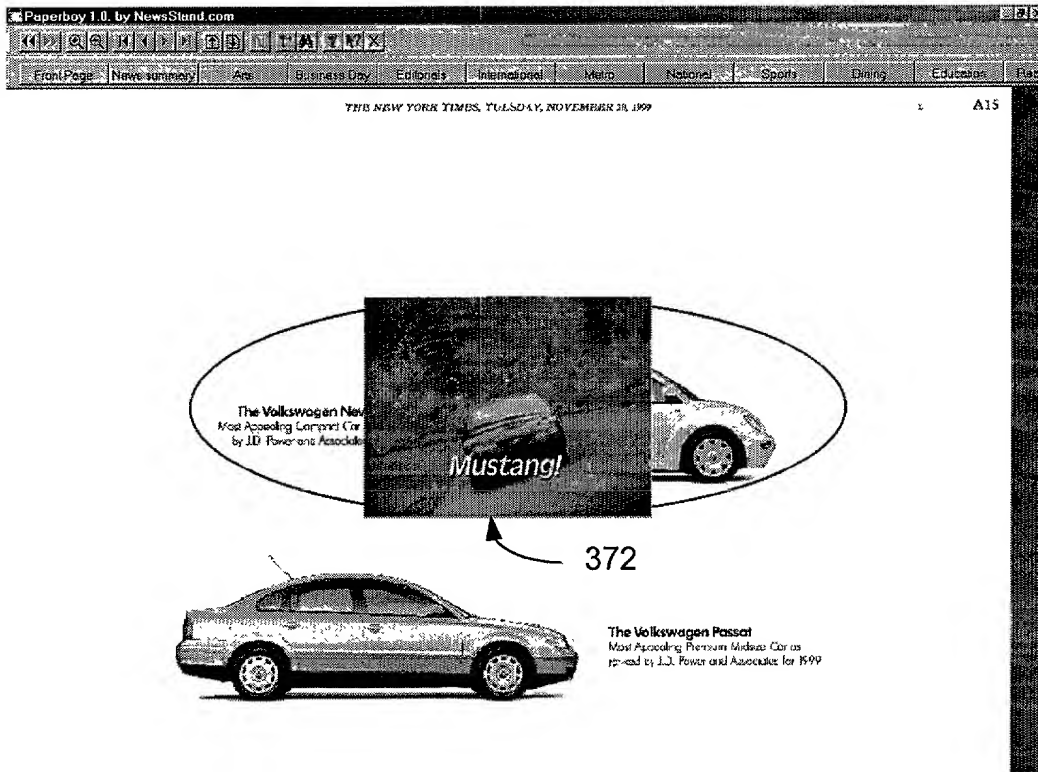 Paperboy 1.0. by NewsStand.com
Front Page News summary Arts Business Day Editorials International Metro National Sports Dining Education
THE NEW YORK TIMES, TUESDAY, NOVEMBER 1999 A15
The Volkswagen New
Most Appealing Compact Car
by J.D. Power and Associates
Mustang!
372
The Volkswagen Passat
Most Appealing Premium Midsize Car as
ranked by J.D. Power and Associates for 1999